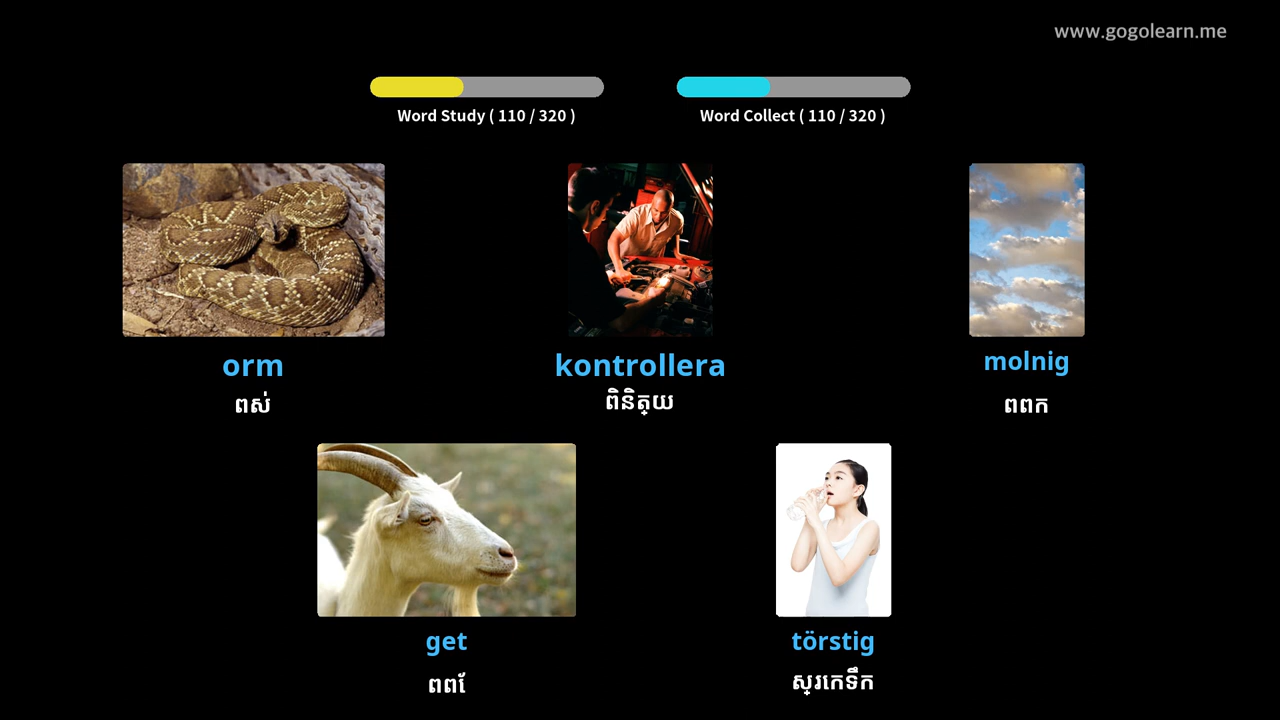 www.gogolearn.me
Word Study ( 110 / 320 )
Word Collect ( 110 / 320 )
orm
kontrollera
molnig
ពស់
ពិនិត្យ
ពពក
get
törstig
ពពែ
ស្រេកទឹក